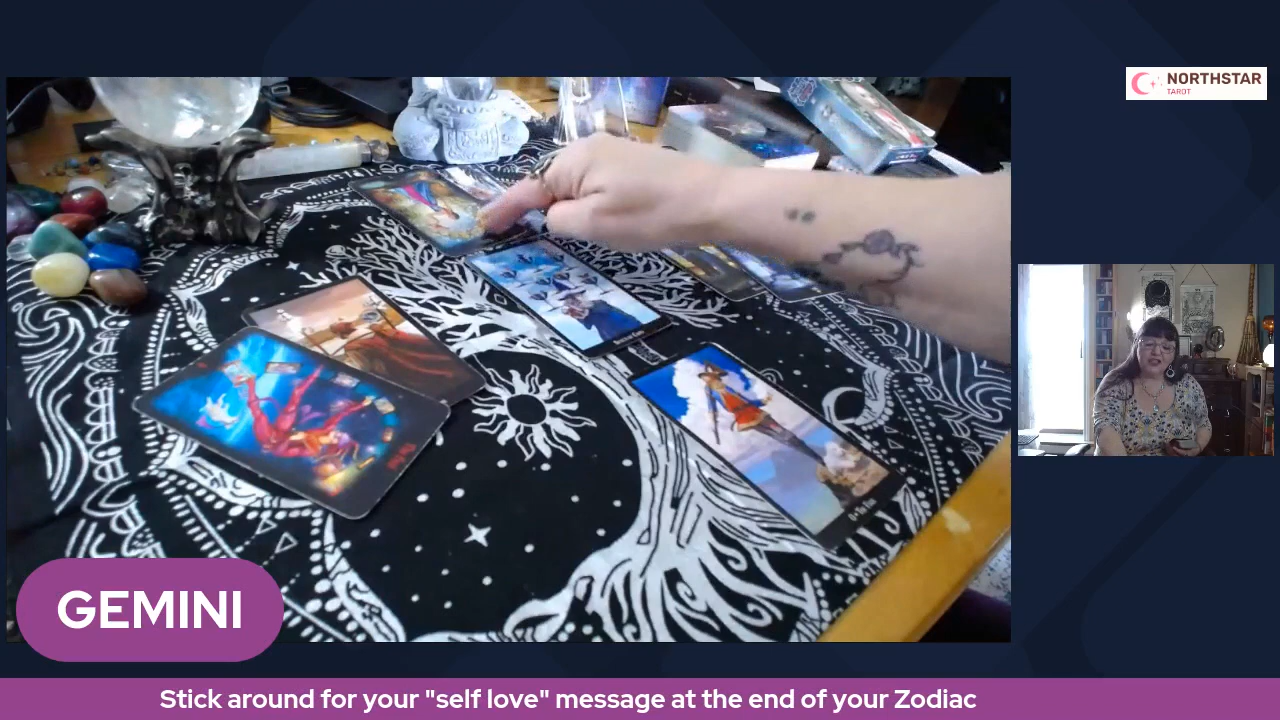 NORTHSTAR
TAROT
GEMINI
Stick around for your "self love" message at the end of your Zodiac